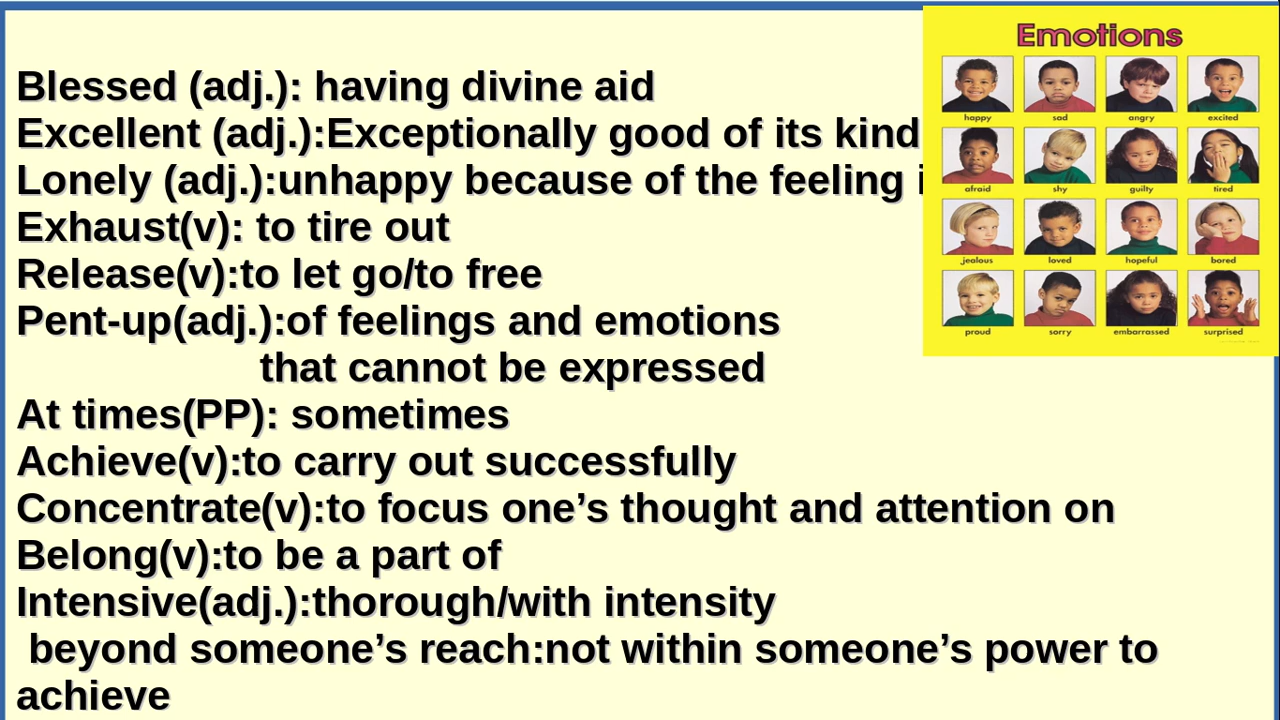 Blessed (adj.): having divine aid
Excellent (adj.):Exceptionally good of its kind
Lonely (adj.):unhappy because of the feeling
Exhaust(v): to tire out
Release(v):to let go/to free
Pent-up(adj.):of feelings and emotions
that cannot be expressed
At times(PP): sometimes
Achieve(v):to carry out successfully
Concentrate(v):to focus one’s thought and attention on
Belong(v):to be a part of
Intensive(adj.):thorough/with intensity
beyond someone’s reach:not within someone’s power to
achieve
Emotions
happy sad angry excited
afraid shy guilty tired
jealous loved hopeful bored
proud sorry embarrassed surprised